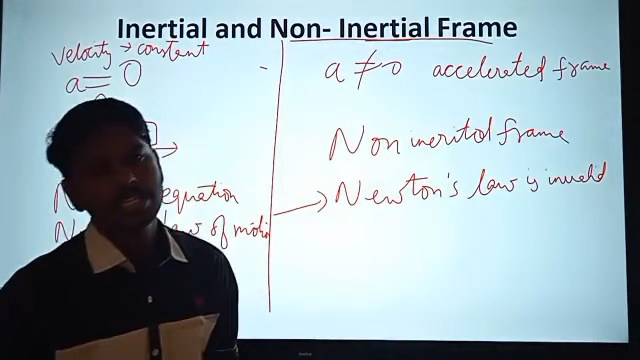 Inertial and Non- Inertial Frame
Velocity → constant
a = 0
equation
of motion
a ≠ 0 accelerated frame
Non inertial frame
→ Newton's law is invalid